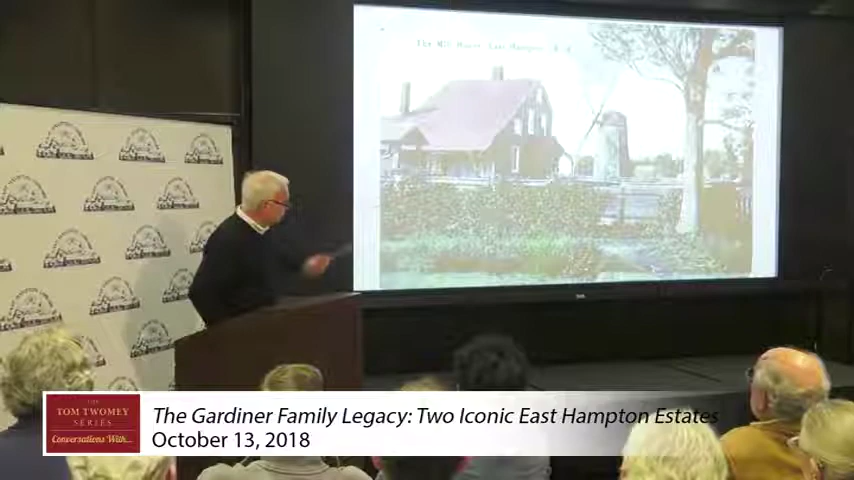 The Mill House, East Hampton, N.Y.
THE
TOM TWOMEY
SERIES
Conversations With...
The Gardiner Family Legacy: Two Iconic East Hampton Estates
October 13, 2018